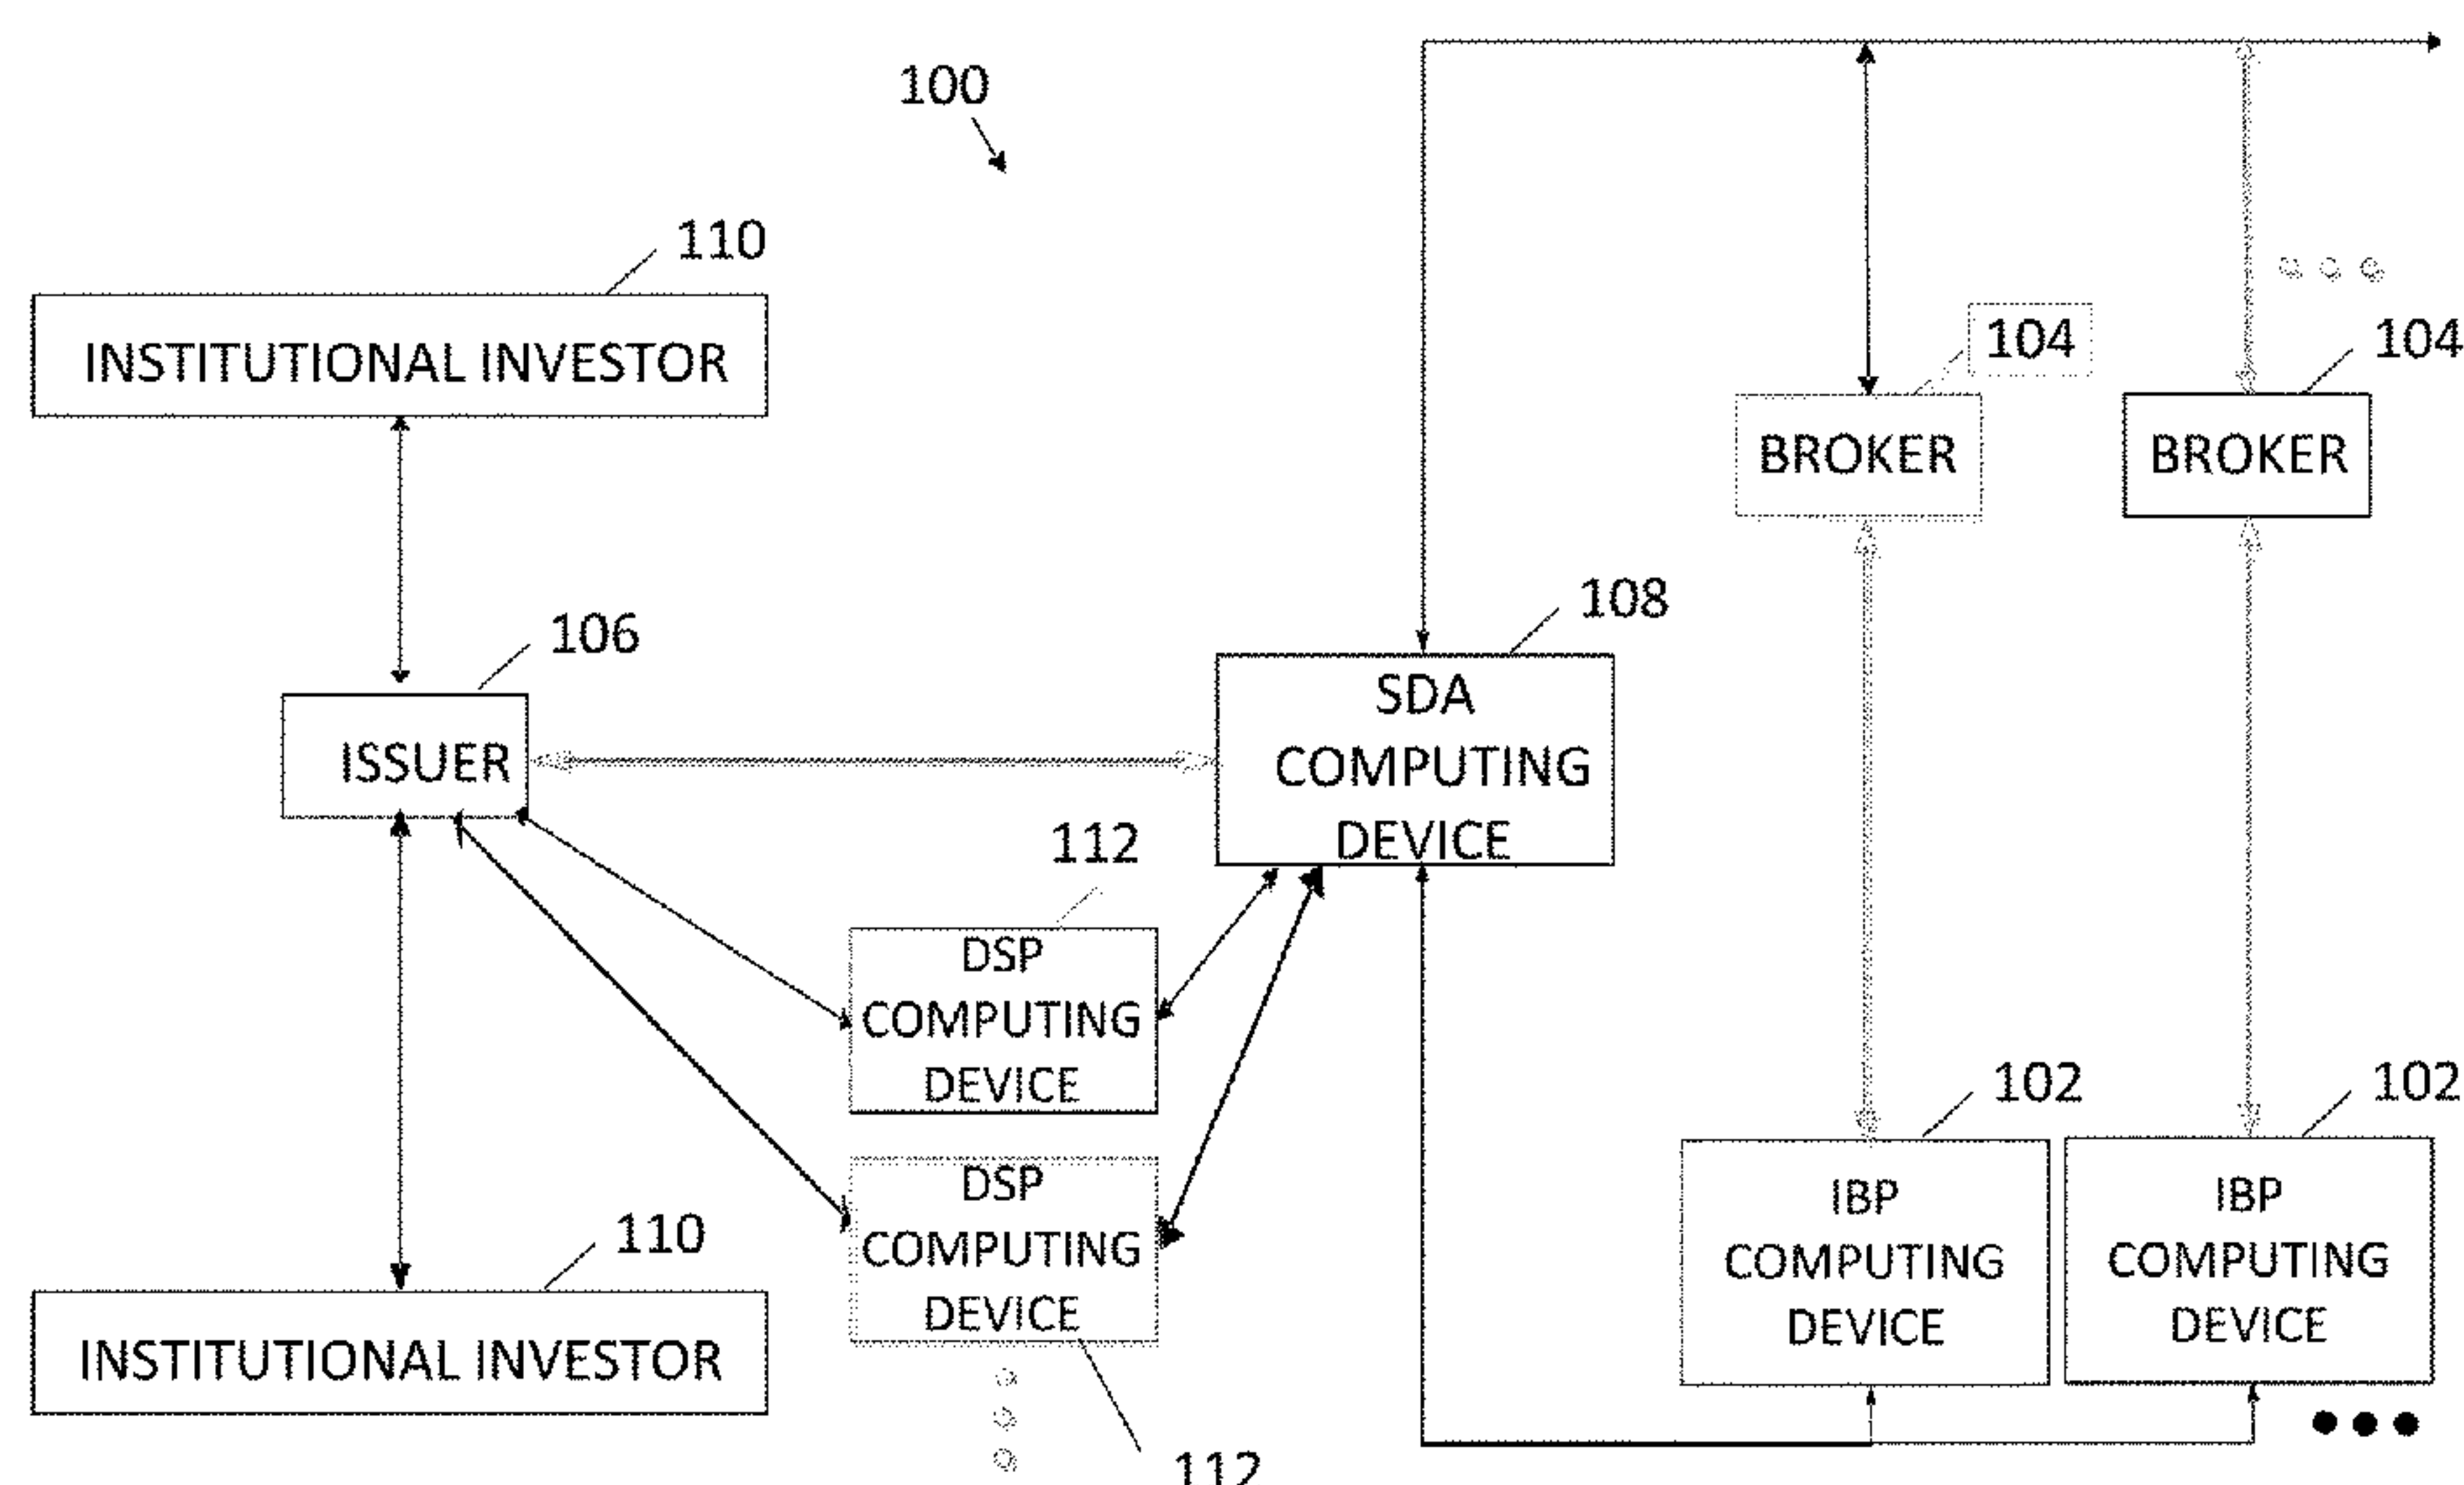 100
110
INSTITUTIONAL INVESTOR
104
104
BROKER
BROKER
106
108
ISSUER
SDA
COMPUTING
DEVICE
112
DSP
COMPUTING
DEVICE
102
102
DSP
COMPUTING
DEVICE
IBP
COMPUTING
DEVICE
IBP
COMPUTING
DEVICE
110
INSTITUTIONAL INVESTOR
112